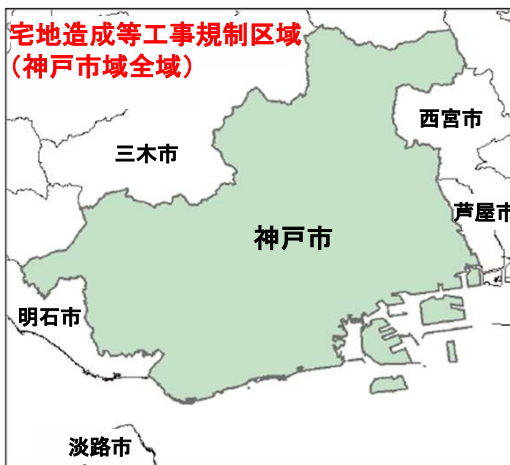 宅地造成等工事規制区域
（神戸市域全域）
西宮市
三木市
芦屋市
神戸市
明石市
淡路市